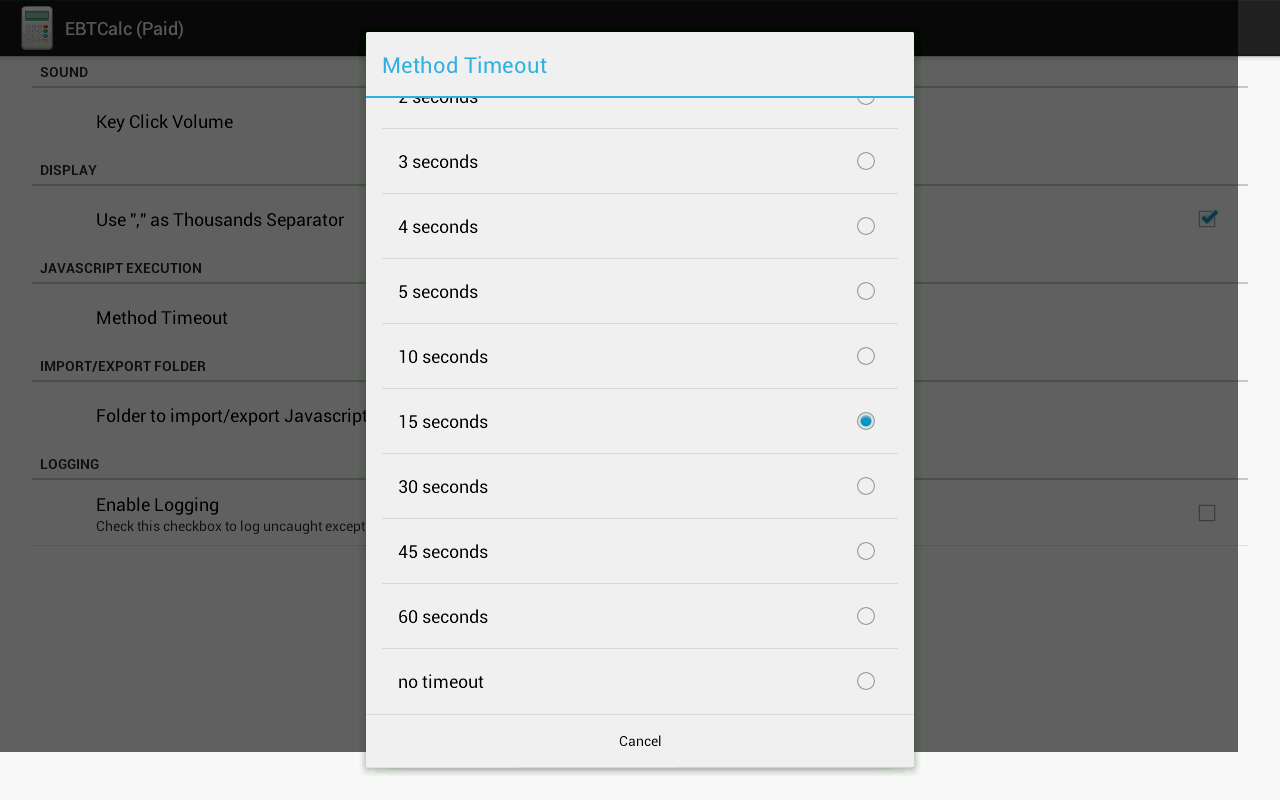 EBTCalc (Paid)
Method Timeout
SOUND
Key Click Volume
DISPLAY
Use "," as Thousands Separator
JAVASCRIPT EXECUTION
Method Timeout
IMPORT/EXPORT FOLDER
Folder to import/export Javascript
LOGGING
Enable Logging
Check this checkbox to log uncaught except
2 seconds
3 seconds
4 seconds
5 seconds
10 seconds
15 seconds
30 seconds
45 seconds
60 seconds
no timeout
Cancel